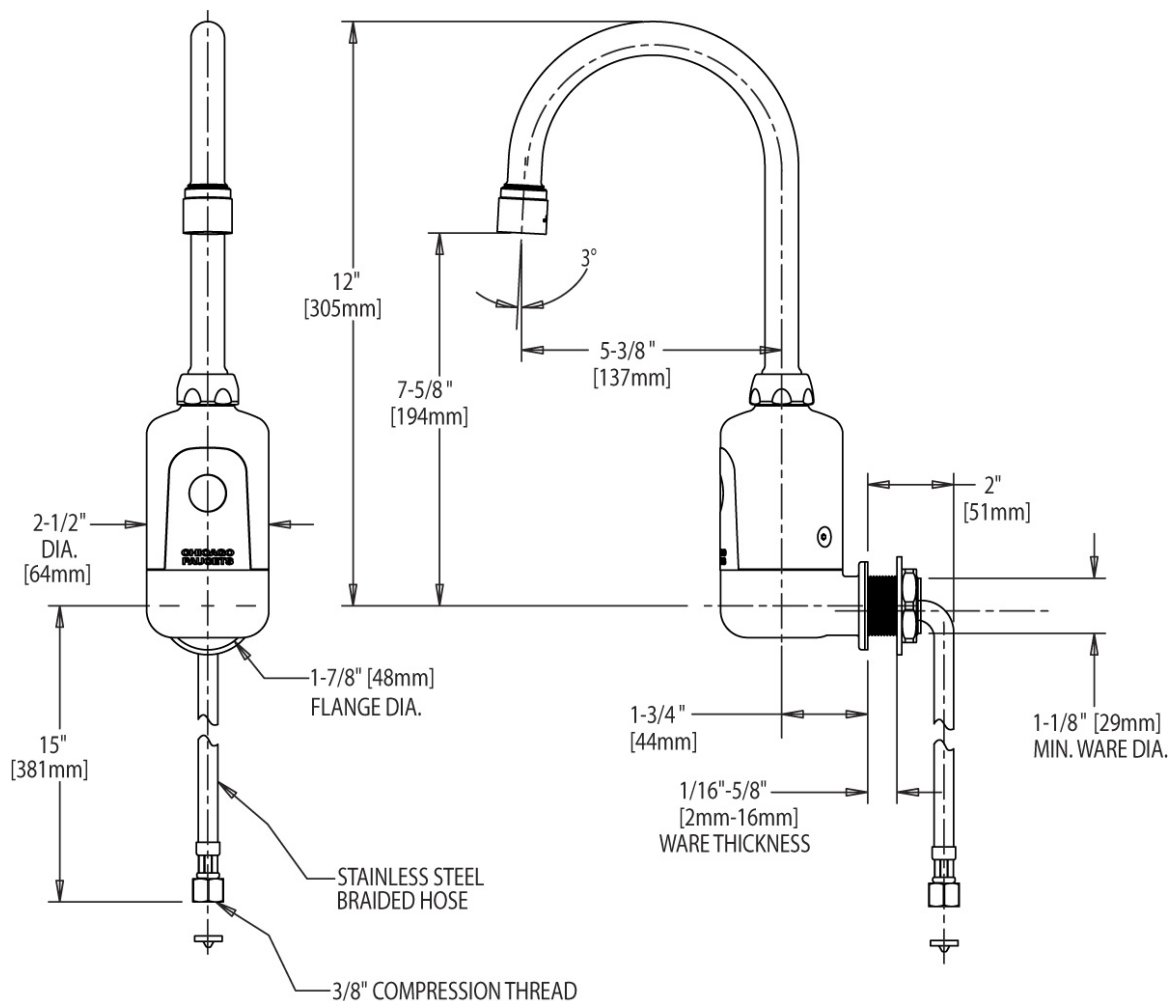 12"
[305mm]
3°
5-3/8"
[137mm]
7-5/8"
[194mm]
2"
[51mm]
2-1/2"
DIA.
[64mm]
CHICAGO
FAUCETS
1-7/8" [48mm]
FLANGE DIA.
1-3/4"
[44mm]
1-1/8" [29mm]
MIN. WARE DIA.
15"
[381mm]
1/16"-5/8"
[2mm-16mm]
WARE THICKNESS
STAINLESS STEEL
BRAIDED HOSE
3/8" COMPRESSION THREAD